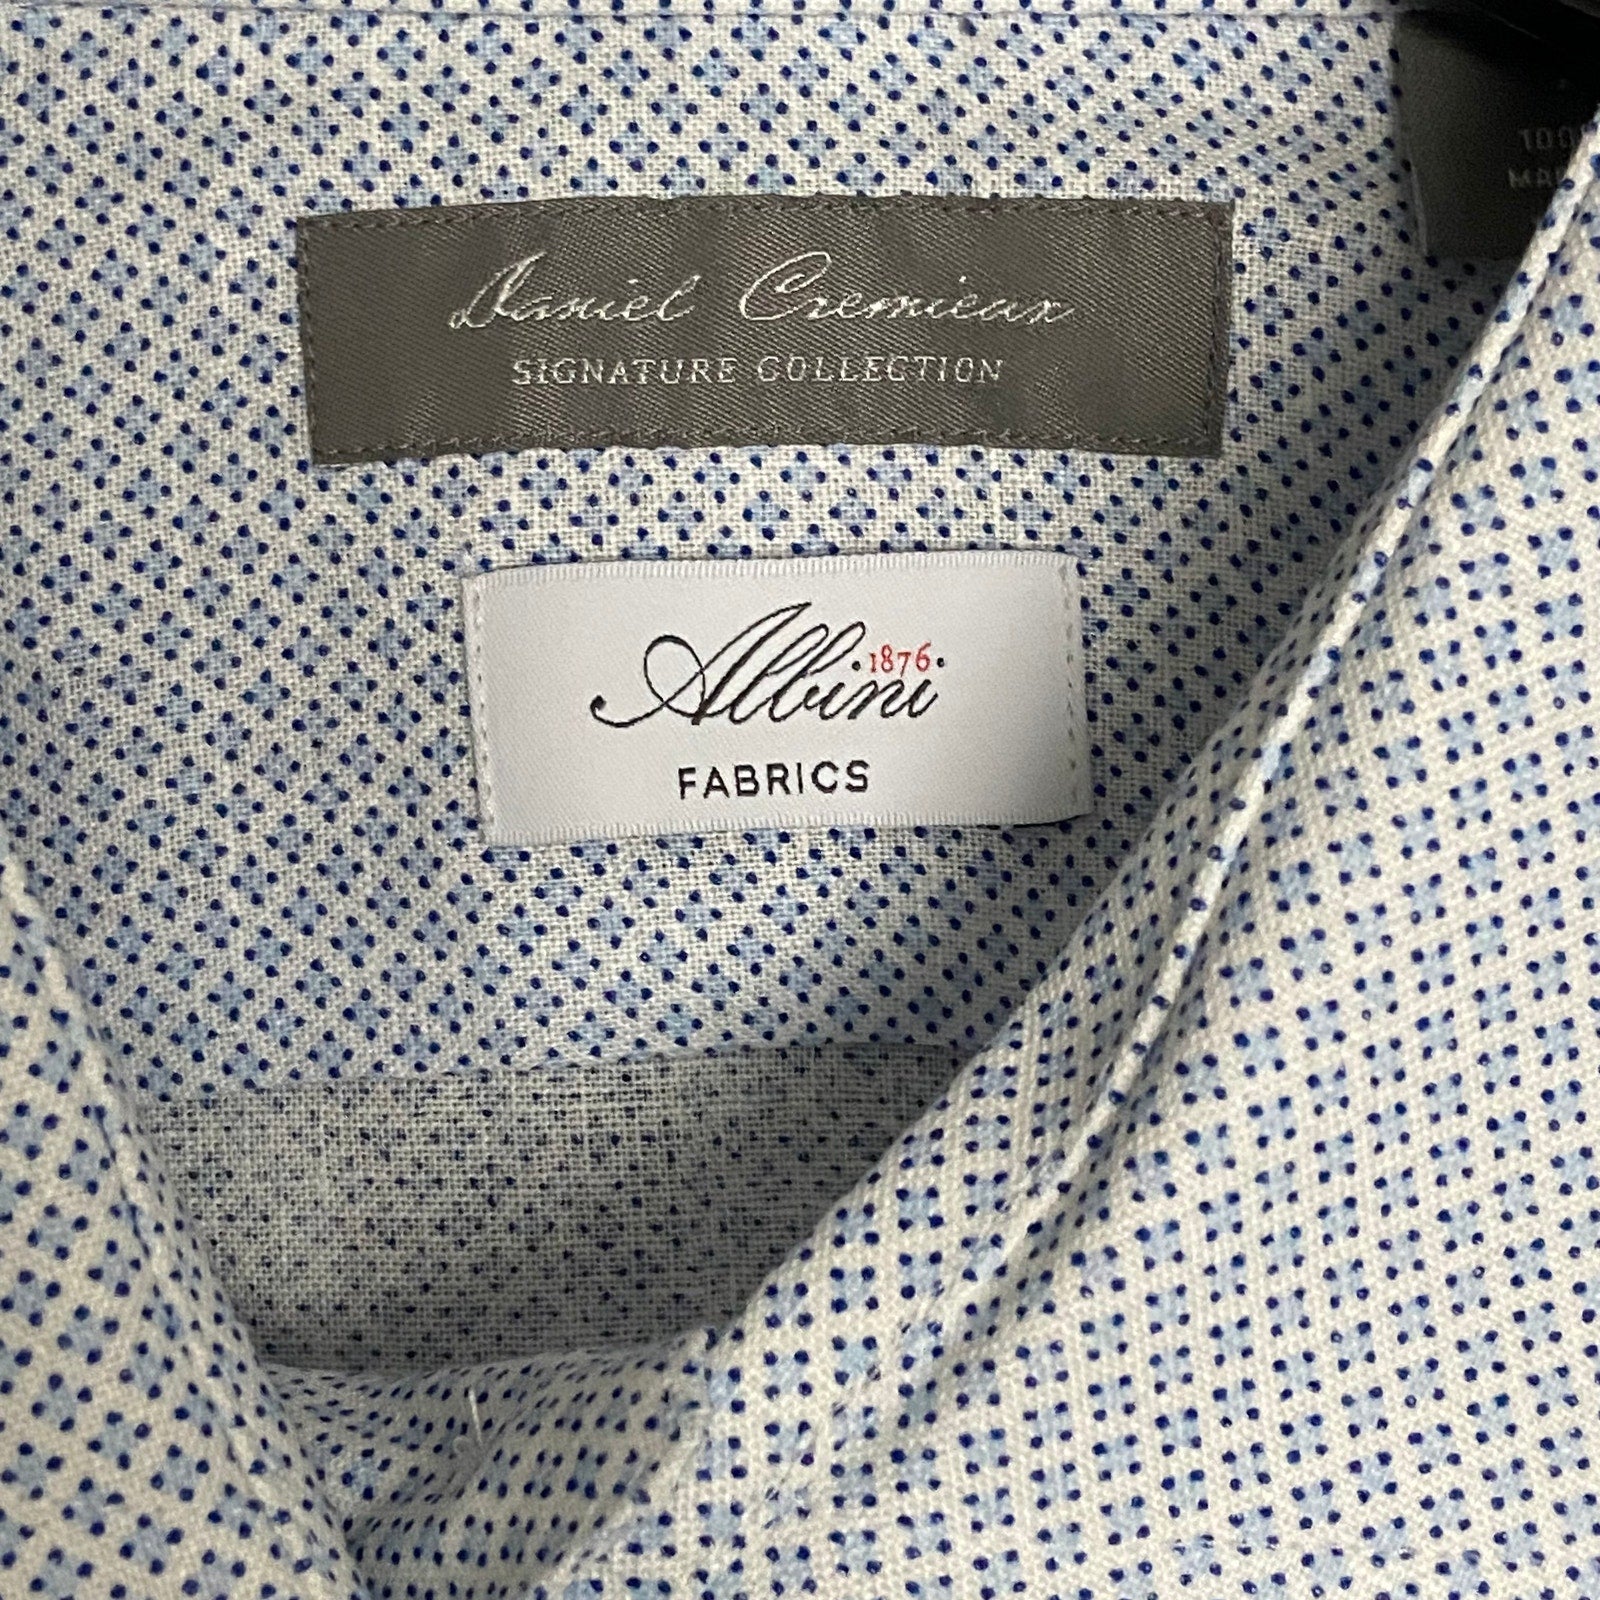 Daniel Cremieux
SIGNATURE COLLECTION
Albini
·1876·
FABRICS